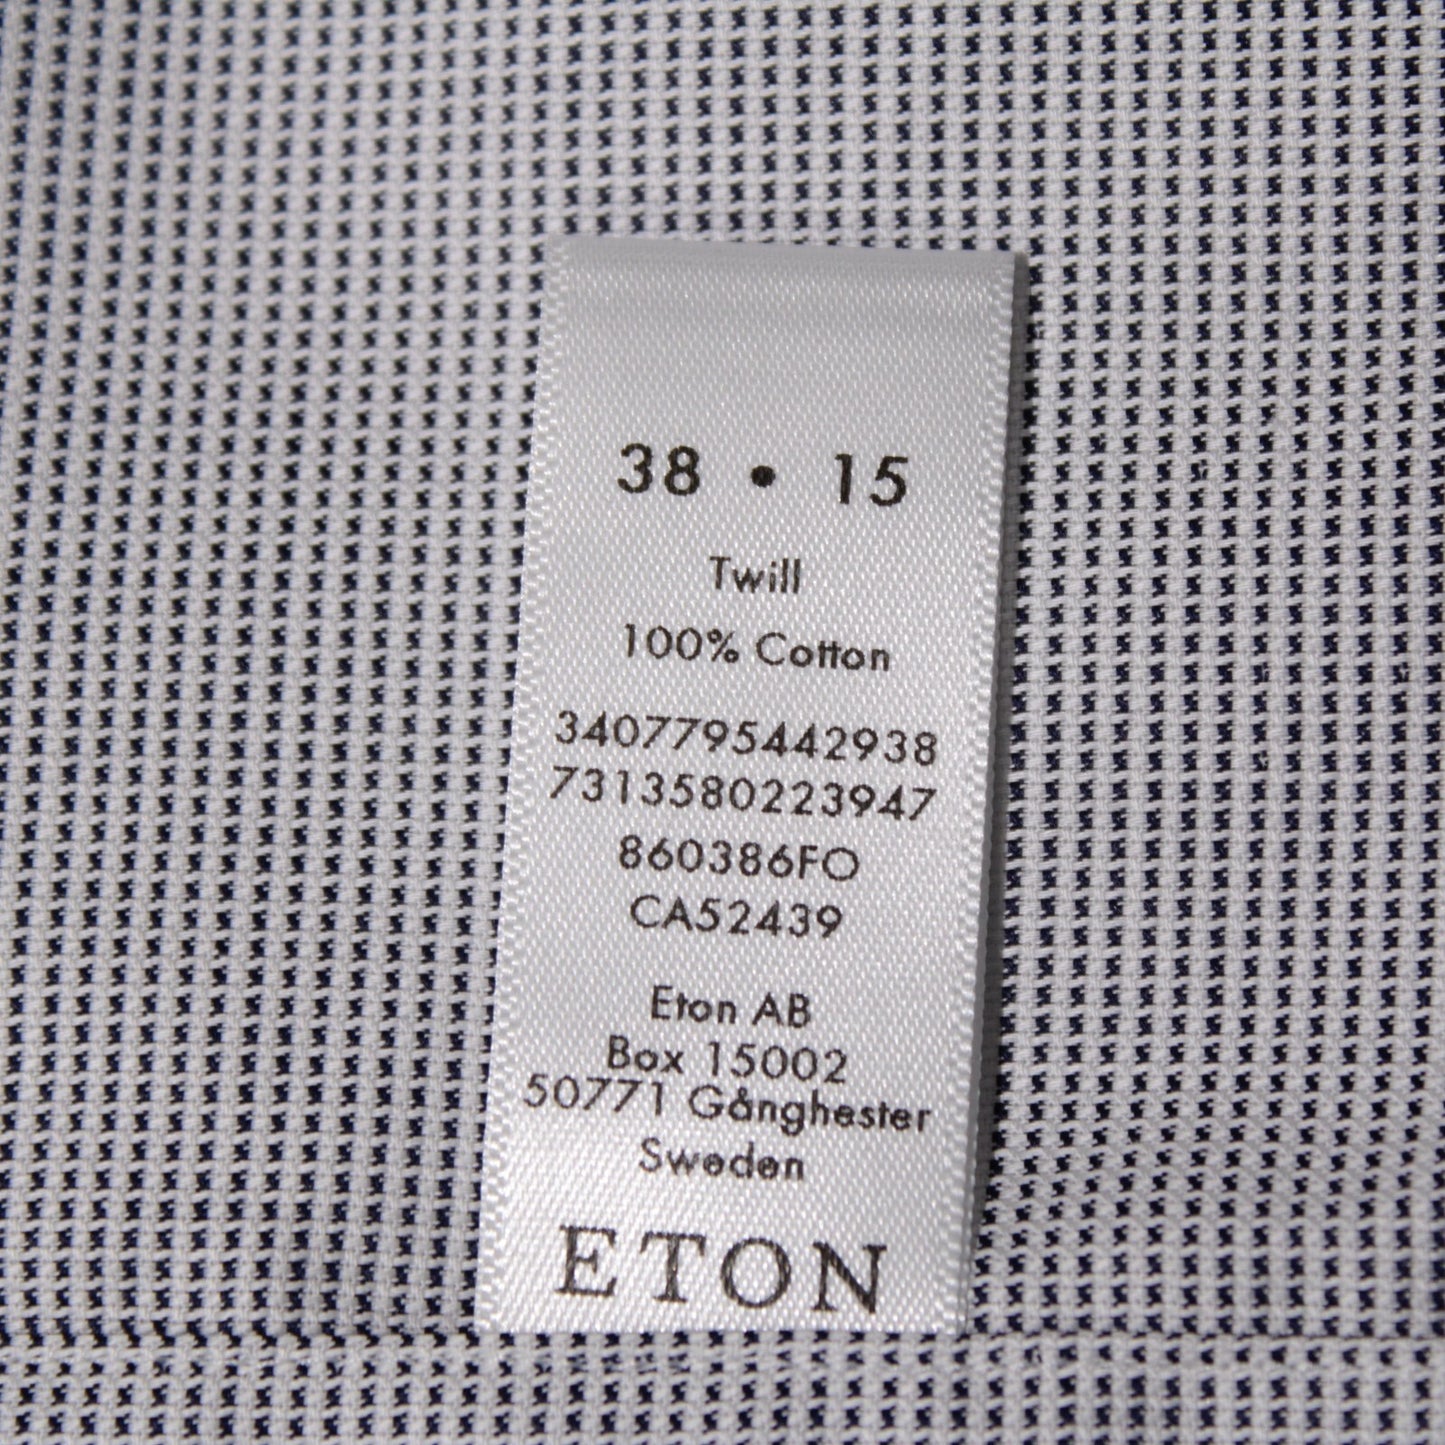 38 • 15
Twill
100% Cotton
3407795442938
7313580223947
860386FO
CA52439
Eton AB
Box 15002
50771 Gånghester
Sweden
ETON